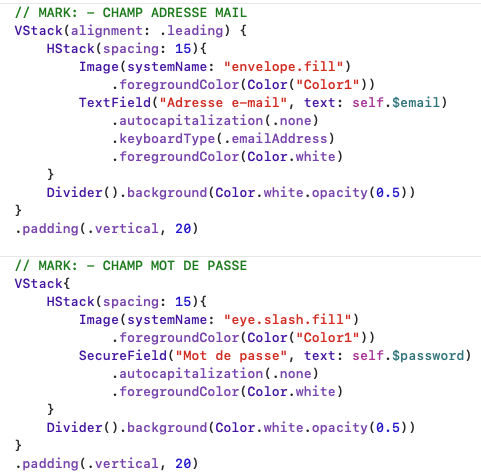 // MARK: - CHAMP ADRESSE MAIL
VStack(alignment: .leading) {
    HStack(spacing: 15){
        Image(systemName: "envelope.fill")
            .foregroundColor(Color("Color1"))
        TextField("Adresse e-mail", text: self.$email)
            .autocapitalization(.none)
            .keyboardType(.emailAddress)
            .foregroundColor(Color.white)
    }
    Divider().background(Color.white.opacity(0.5))
}
.padding(.vertical, 20)
// MARK: - CHAMP MOT DE PASSE
VStack{
    HStack(spacing: 15){
        Image(systemName: "eye.slash.fill")
            .foregroundColor(Color("Color1"))
        SecureField("Mot de passe", text: self.$password)
            .autocapitalization(.none)
            .foregroundColor(Color.white)
    }
    Divider().background(Color.white.opacity(0.5))
}
.padding(.vertical, 20)